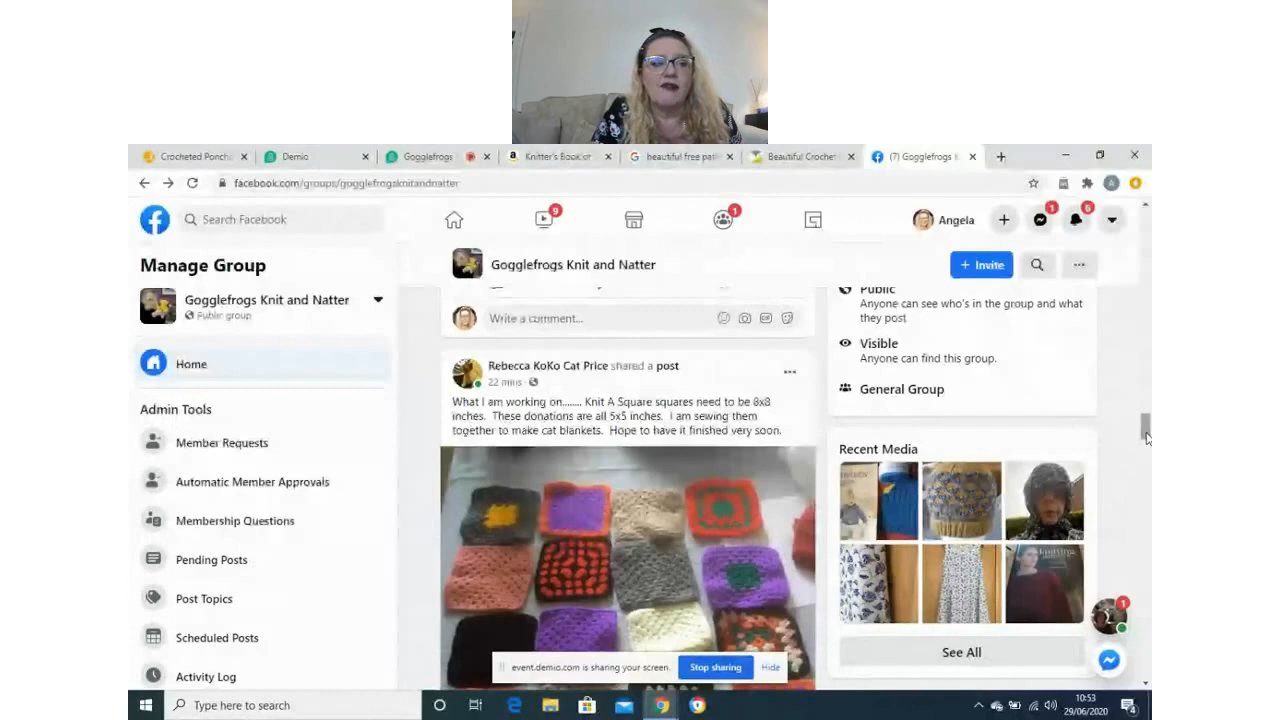 Crocheted Ponch
Demio
Gogglefrogs
Knitter's Book of
beautiful free pat
Beautiful Crochet
(7) Gogglefrogs K
facebook.com/groups/gogglefrogsknitandnatter
A
Search Facebook
9
1
Angela
1
6
Manage Group
Gogglefrogs Knit and Natter
+ Invite
Gogglefrogs Knit and Natter
Public group
Home
Admin Tools
Member Requests
Automatic Member Approvals
Membership Questions
Pending Posts
Post Topics
Scheduled Posts
Activity Log
Write a comment...
GIF
Rebecca KoKo Cat Price shared a post
22 mins ·
What I am working on........ Knit A Square squares need to be 8x8
inches. These donations are all 5x5 inches. I am sewing them
together to make cat blankets. Hope to have it finished very soon.
Public
Anyone can see who's in the group and what
they post
Visible
Anyone can find this group.
General Group
Recent Media
See All
1
event.demio.com is sharing your screen.
Stop sharing
Hide
Type here to search
10:53
29/06/2020
4